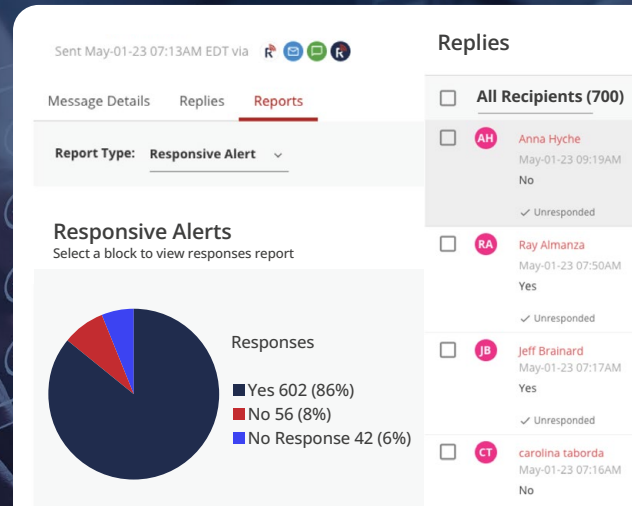 Sent May-01-23 07:13AM EDT via
Message Details Replies Reports
Report Type: Responsive Alert
Responsive Alerts
Select a block to view responses report
Responses
Yes 602 (86%)
No 56 (8%)
No Response 42 (6%)
Replies
All Recipients (700)
AH Anna Hyche
May-01-23 09:19AM
No
Unresponded
RA Ray Almanza
May-01-23 07:50AM
Yes
Unresponded
JB Jeff Brainard
May-01-23 07:17AM
Yes
Unresponded
CT carolina taborda
May-01-23 07:16AM
No